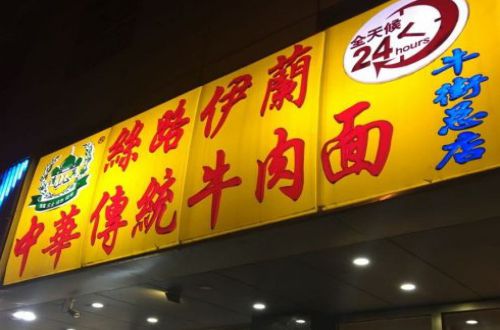 絲路伊蘭
中華傳統牛肉面
全天候
24
hours
牛街总店